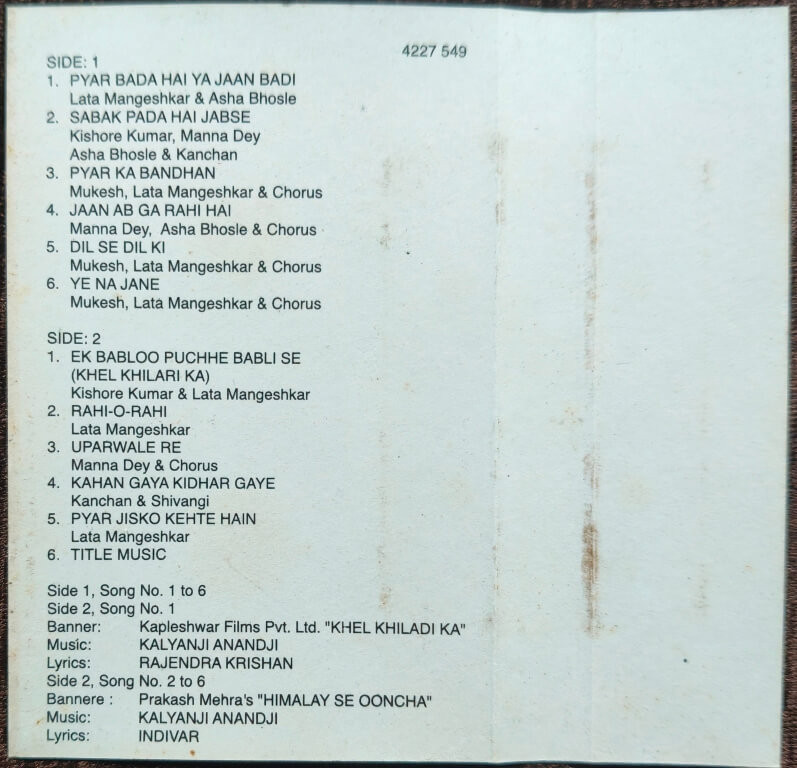 4227 549
SIDE: 1
1. PYAR BADA HAI YA JAAN BADI
Lata Mangeshkar & Asha Bhosle
2. SABAK PADA HAI JABSE
Kishore Kumar, Manna Dey
Asha Bhosle & Kanchan
3. PYAR KA BANDHAN
Mukesh, Lata Mangeshkar & Chorus
4. JAAN AB GA RAHI HAI
Manna Dey, Asha Bhosle & Chorus
5. DIL SE DIL KI
Mukesh, Lata Mangeshkar & Chorus
6. YE NA JANE
Mukesh, Lata Mangeshkar & Chorus
SIDE: 2
1. EK BABLOO PUCHHE BABLI SE
(KHEL KHILARI KA)
Kishore Kumar & Lata Mangeshkar
2. RAHI-O-RAHI
Lata Mangeshkar
3. UPARWALE RE
Manna Dey & Chorus
4. KAHAN GAYA KIDHAR GAYE
Kanchan & Shivangi
5. PYAR JISKO KEHTE HAIN
Lata Mangeshkar
6. TITLE MUSIC
Side 1, Song No. 1 to 6
Side 2, Song No. 1
Banner: Kapleshwar Films Pvt. Ltd. "KHEL KHILADI KA"
Music: KALYANJI ANANDJI
Lyrics: RAJENDRA KRISHAN
Side 2, Song No. 2 to 6
Bannere : Prakash Mehra's "HIMALAY SE OONCHA"
Music: KALYANJI ANANDJI
Lyrics: INDIVAR